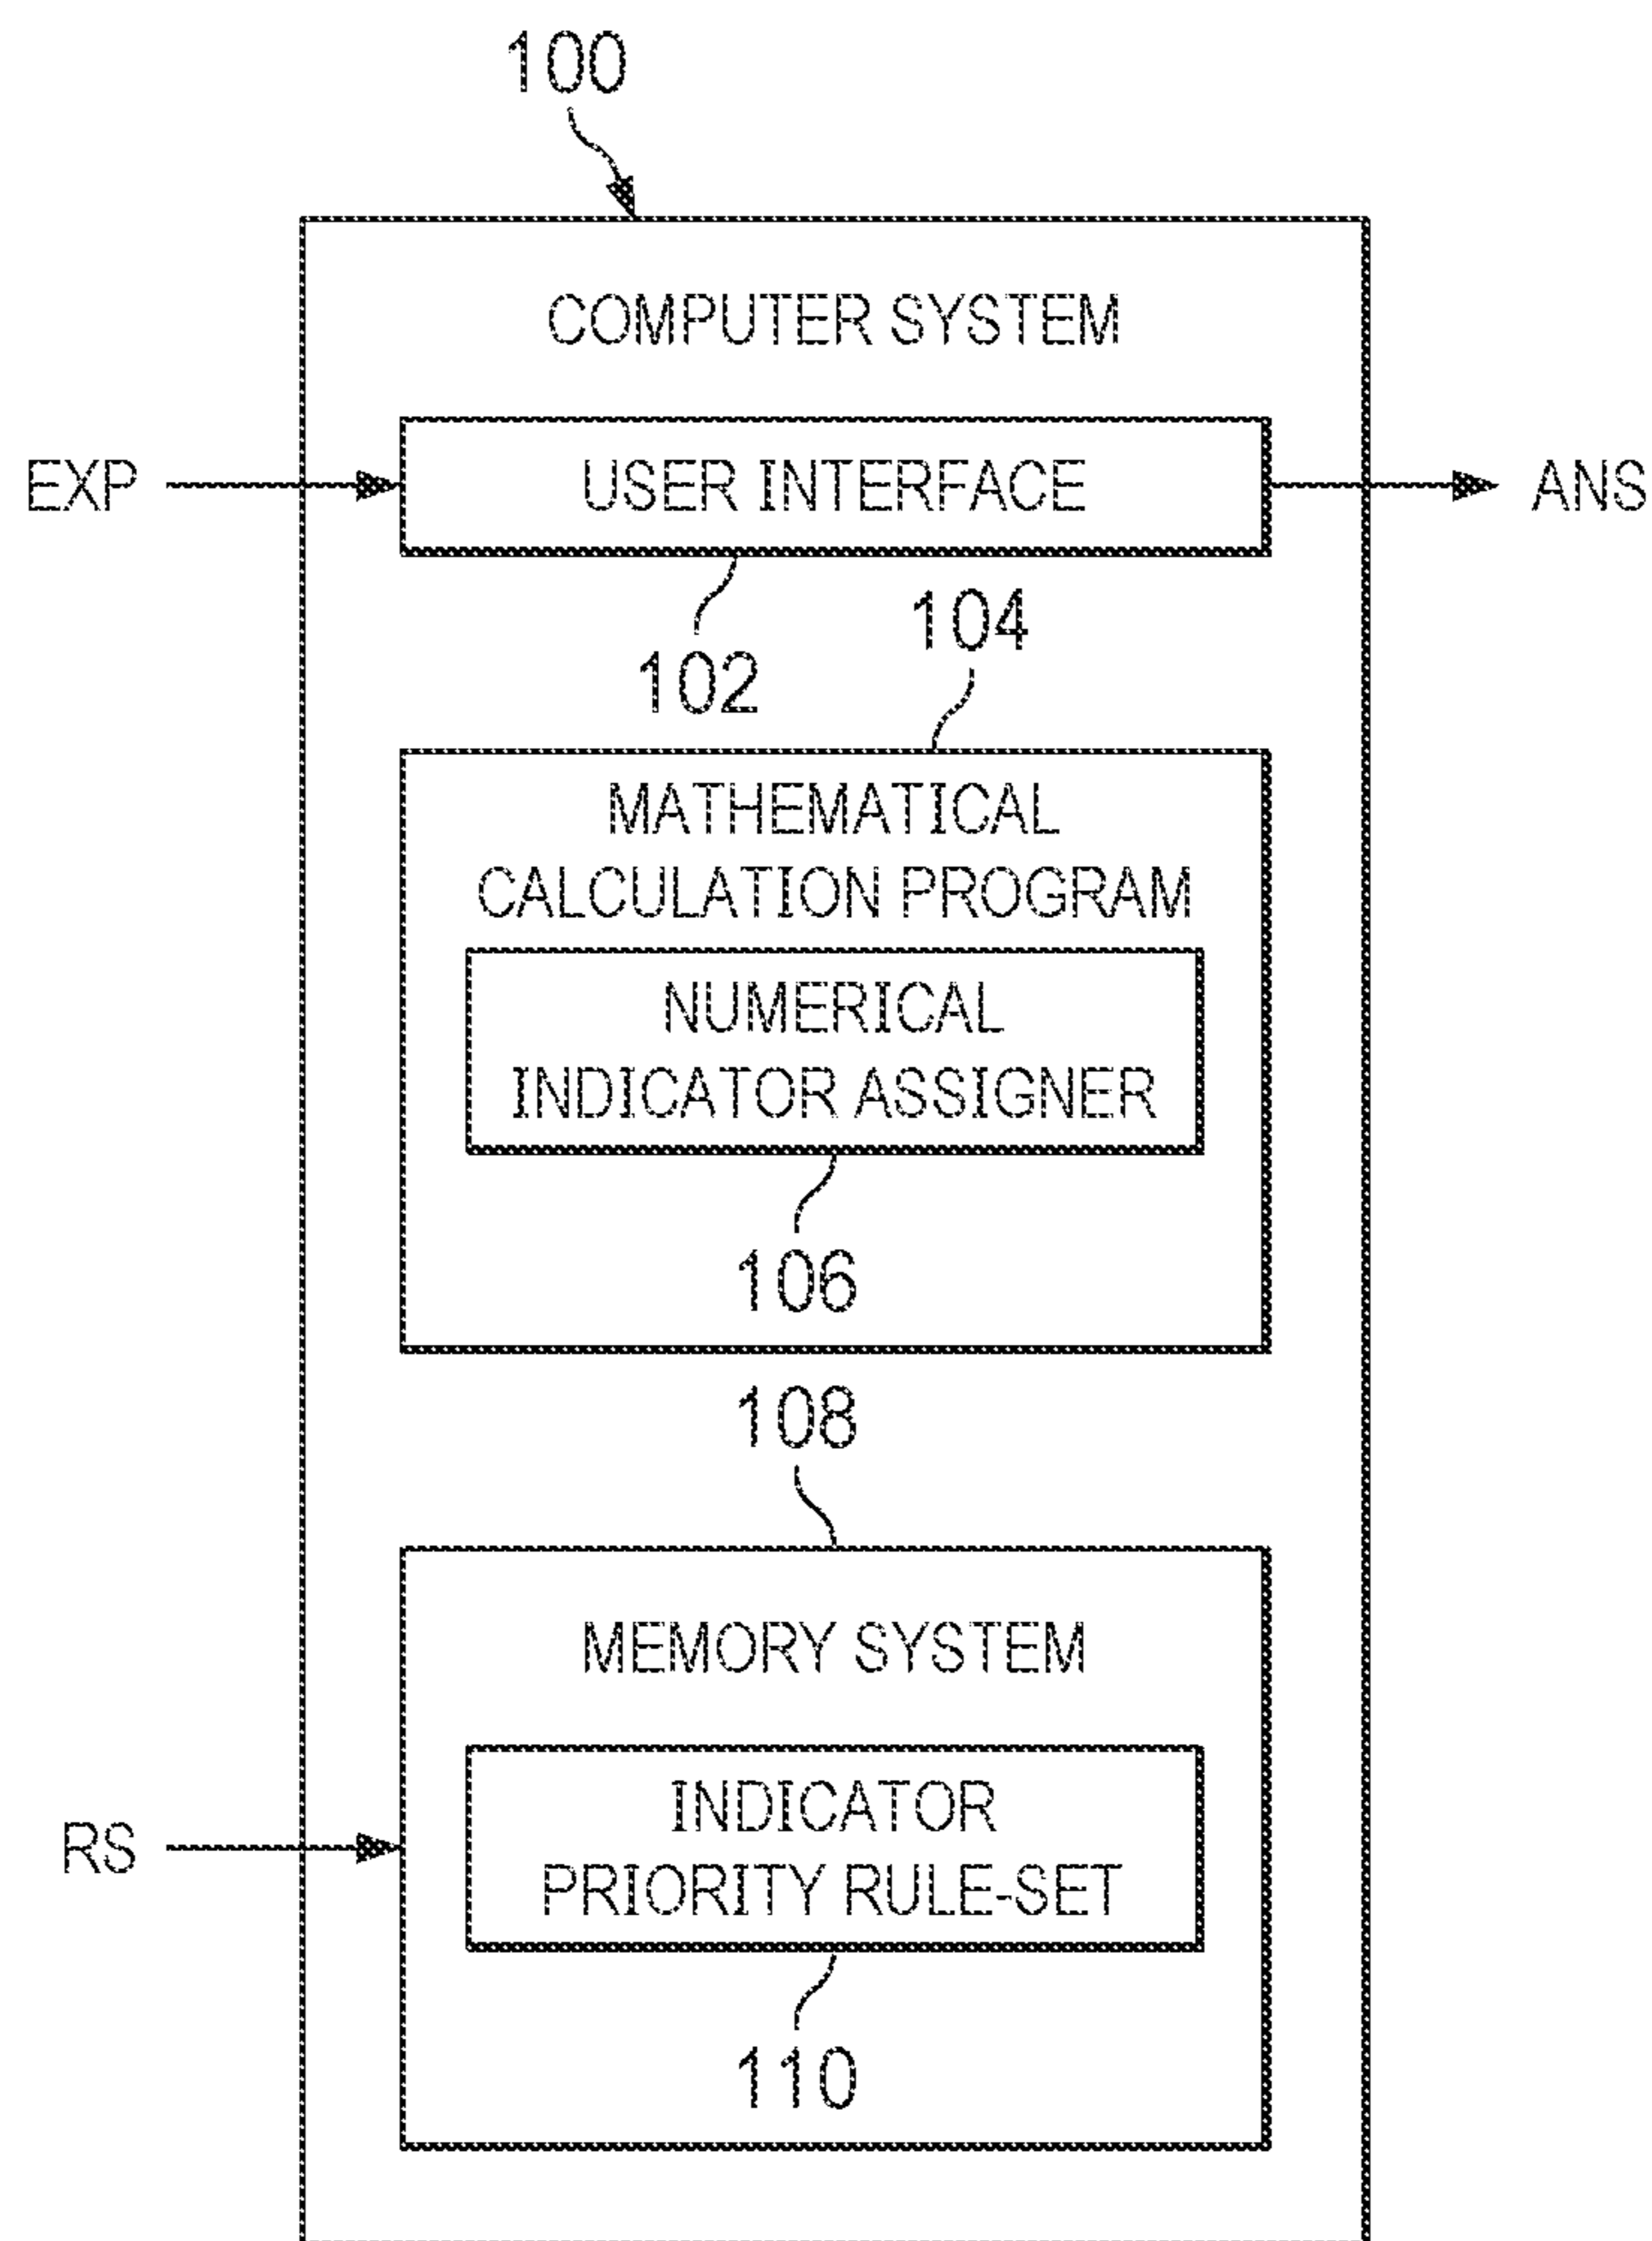 100
COMPUTER SYSTEM
EXP
USER INTERFACE
ANS
102
104
MATHEMATICAL
CALCULATION PROGRAM
NUMERICAL
INDICATOR ASSIGNER
106
108
MEMORY SYSTEM
RS
INDICATOR
PRIORITY RULE-SET
110